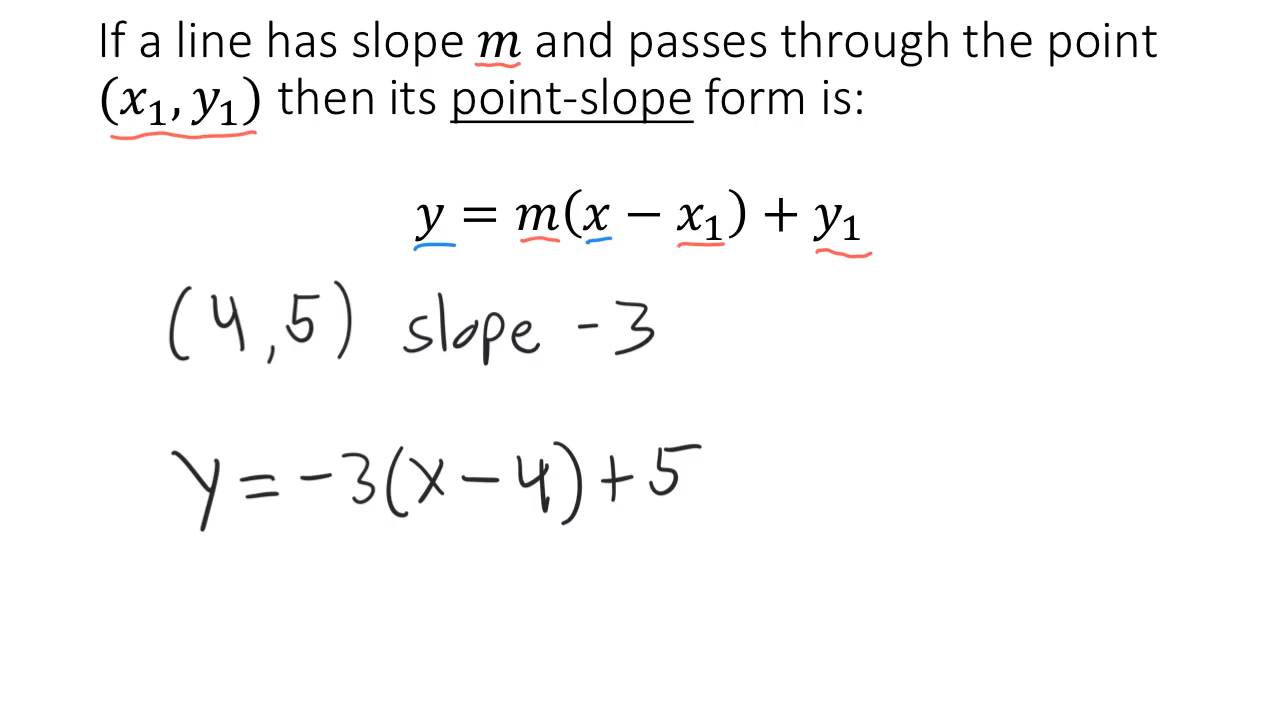 If a line has slope 𝑚 and passes through the point
(𝑥₁, 𝑦₁) then its point-slope form is:
𝑦 = 𝑚(𝑥 − 𝑥₁) + 𝑦₁
(4,5) slope -3
y = -3(x - 4) + 5